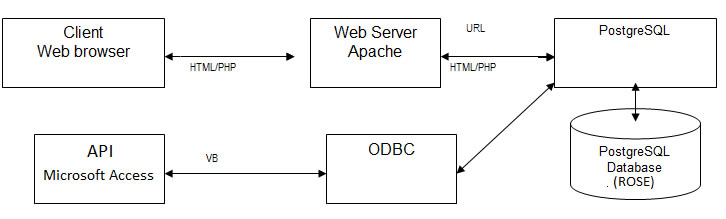 Client
Web browser
HTML/PHP
Web Server
Apache
URL
HTML/PHP
PostgreSQL
API
Microsoft Access
VB
ODBC
PostgreSQL
Database
. (ROSE)